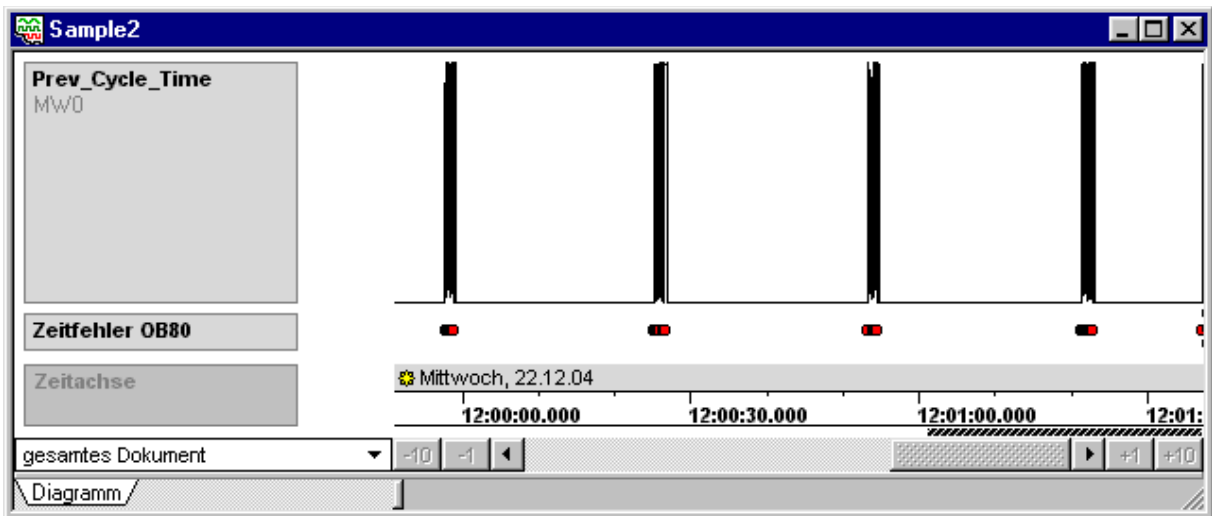 Sample2
Prev_Cycle_Time
MW0
Zeitfehler OB80
Zeitachse
Mittwoch, 22.12.04
12:00:00.000 12:00:30.000 12:01:00.000 12:01:
gesamtes Dokument -10 -1 +1 +10
Diagramm